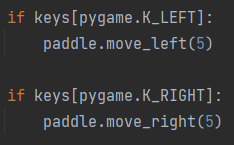 if keys[pygame.K_LEFT]:
    paddle.move_left(5)

if keys[pygame.K_RIGHT]:
    paddle.move_right(5)